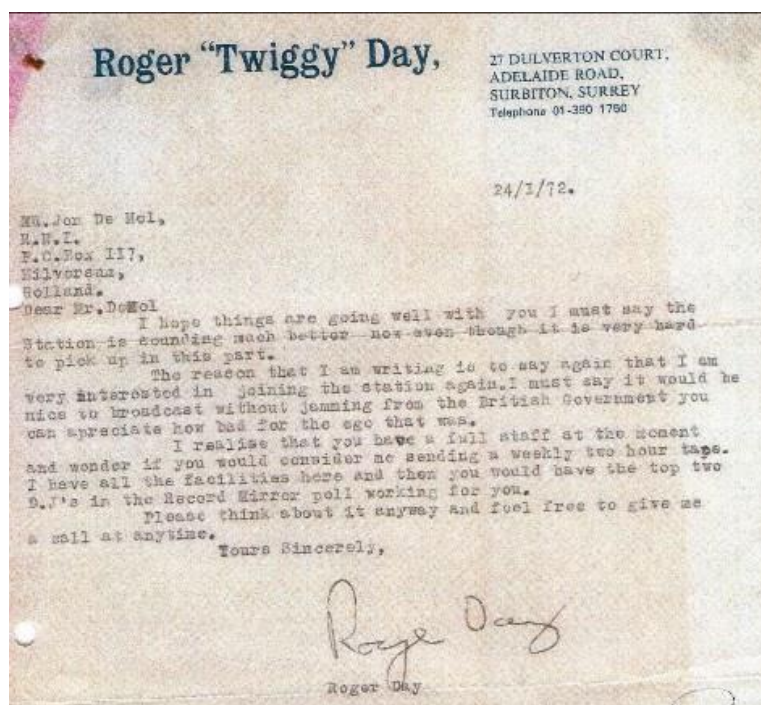 Roger "Twiggy" Day,
27 DULVERTON COURT,
ADELAIDE ROAD,
SURBITON, SURREY
Telephone 01-390 1750
24/I/72.
Mr. Jon De Mol,
R.N.I.
P.O.Box II7,
Hilversum,
Holland.
Dear Mr.DeMol
I hope things are going well with you I must say the
Station is sounding much better now even though it is very hard
to pick up in this part.
The reason that I am writing is to say again that I am
very interested in joining the station again.I must say it would be
nice to broadcast without jamming from the British Government you
can apreciate how bad for the ego that was.
I realise that you have a full staff at the moment
and wonder if you would consider me sending a weekly two hour tape.
I have all the facilities here and then you would have the top two
D.J's in the Record Mirror poll working for you.
Please think about it anyway and feel free to give me
a call at anytime.
Yours Sincerely,
Roger Day
Roger Day